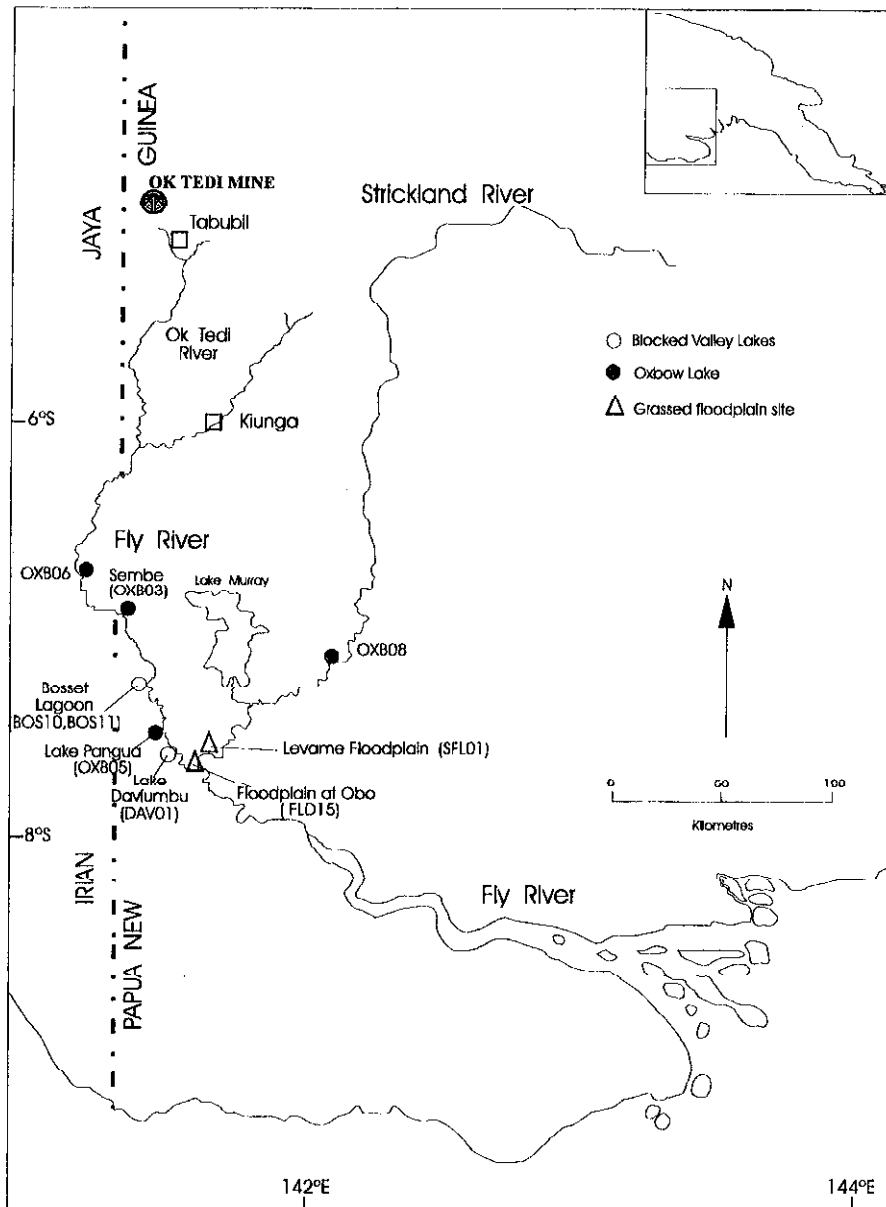 GUINEA
JAYA
OK TEDI MINE
Tabubil
Strickland River
Ok Tedi
River
Blocked Valley Lakes
Oxbow Lake
Grassed floodplain site
6°S
Kiunga
Fly River
OXB06
Sembe
(OXB03)
Lake Murray
N
OXB08
Bosset
Lagoon
(BOS10,BOS11)
Lake Pangua
(OXB05)
Levame Floodplain (SFL01)
Lake
Daviumbu
(DAV01)
Floodplain at Obo
(FLD15)
0 50 100
Kilometres
8°S
IRIAN
PAPUA NEW
Fly River
142°E
144°E